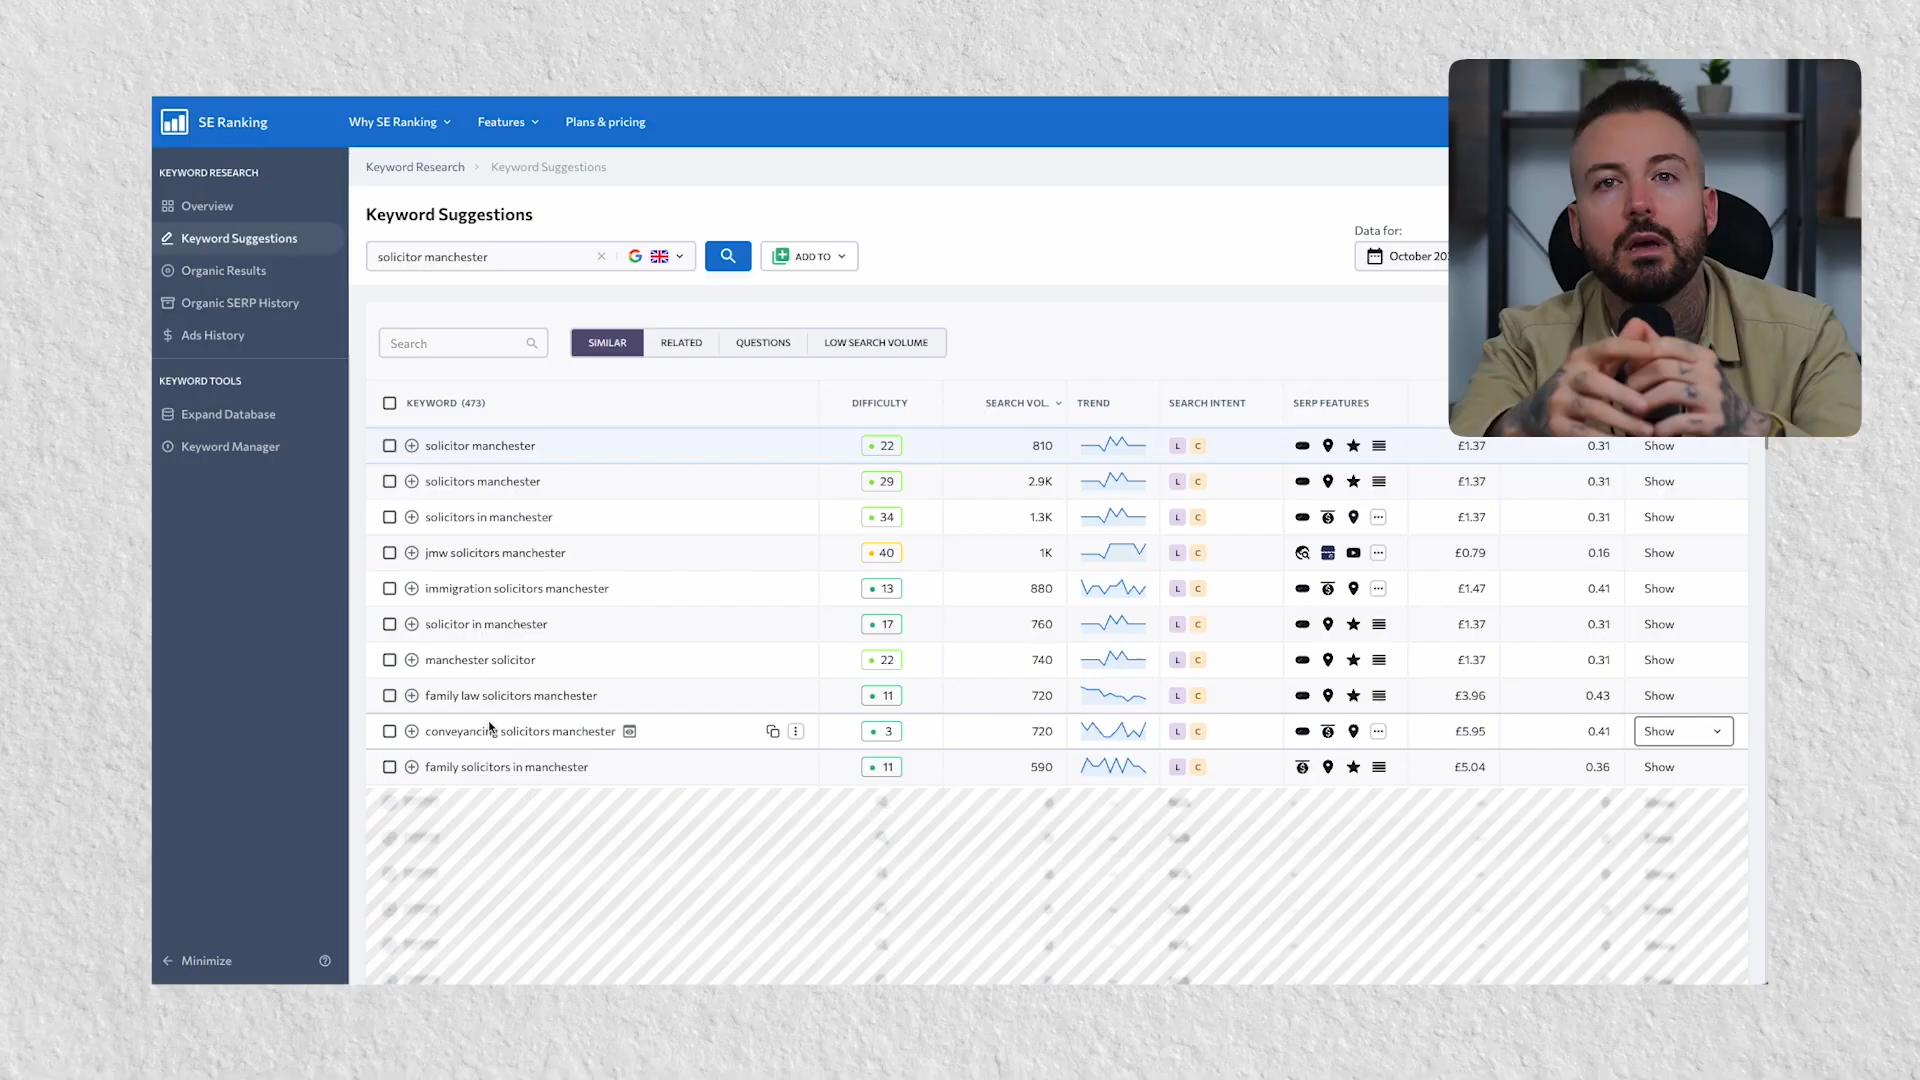 SE Ranking
Why SE Ranking
Features
Plans & pricing
KEYWORD RESEARCH
Overview
Keyword Suggestions
Organic Results
Organic SERP History
Ads History
KEYWORD TOOLS
Expand Database
Keyword Manager
Minimize
Keyword Research > Keyword Suggestions
Keyword Suggestions
solicitor manchester
ADD TO
Data for:
October 20
Search
SIMILAR RELATED QUESTIONS LOW SEARCH VOLUME
KEYWORD (473) DIFFICULTY SEARCH VOL. TREND SEARCH INTENT SERP FEATURES
solicitor manchester 22 810 L C £1.37 0.31 Show
solicitors manchester 29 2.9K L C £1.37 0.31 Show
solicitors in manchester 34 1.3K L C £1.37 0.31 Show
jmw solicitors manchester 40 1K L C £0.79 0.16 Show
immigration solicitors manchester 13 880 L C £1.47 0.41 Show
solicitor in manchester 17 760 L C £1.37 0.31 Show
manchester solicitor 22 740 L C £1.37 0.31 Show
family law solicitors manchester 11 720 L C £3.96 0.43 Show
conveyancing solicitors manchester 3 720 L C £5.95 0.41 Show
family solicitors in manchester 11 590 L C £5.04 0.36 Show